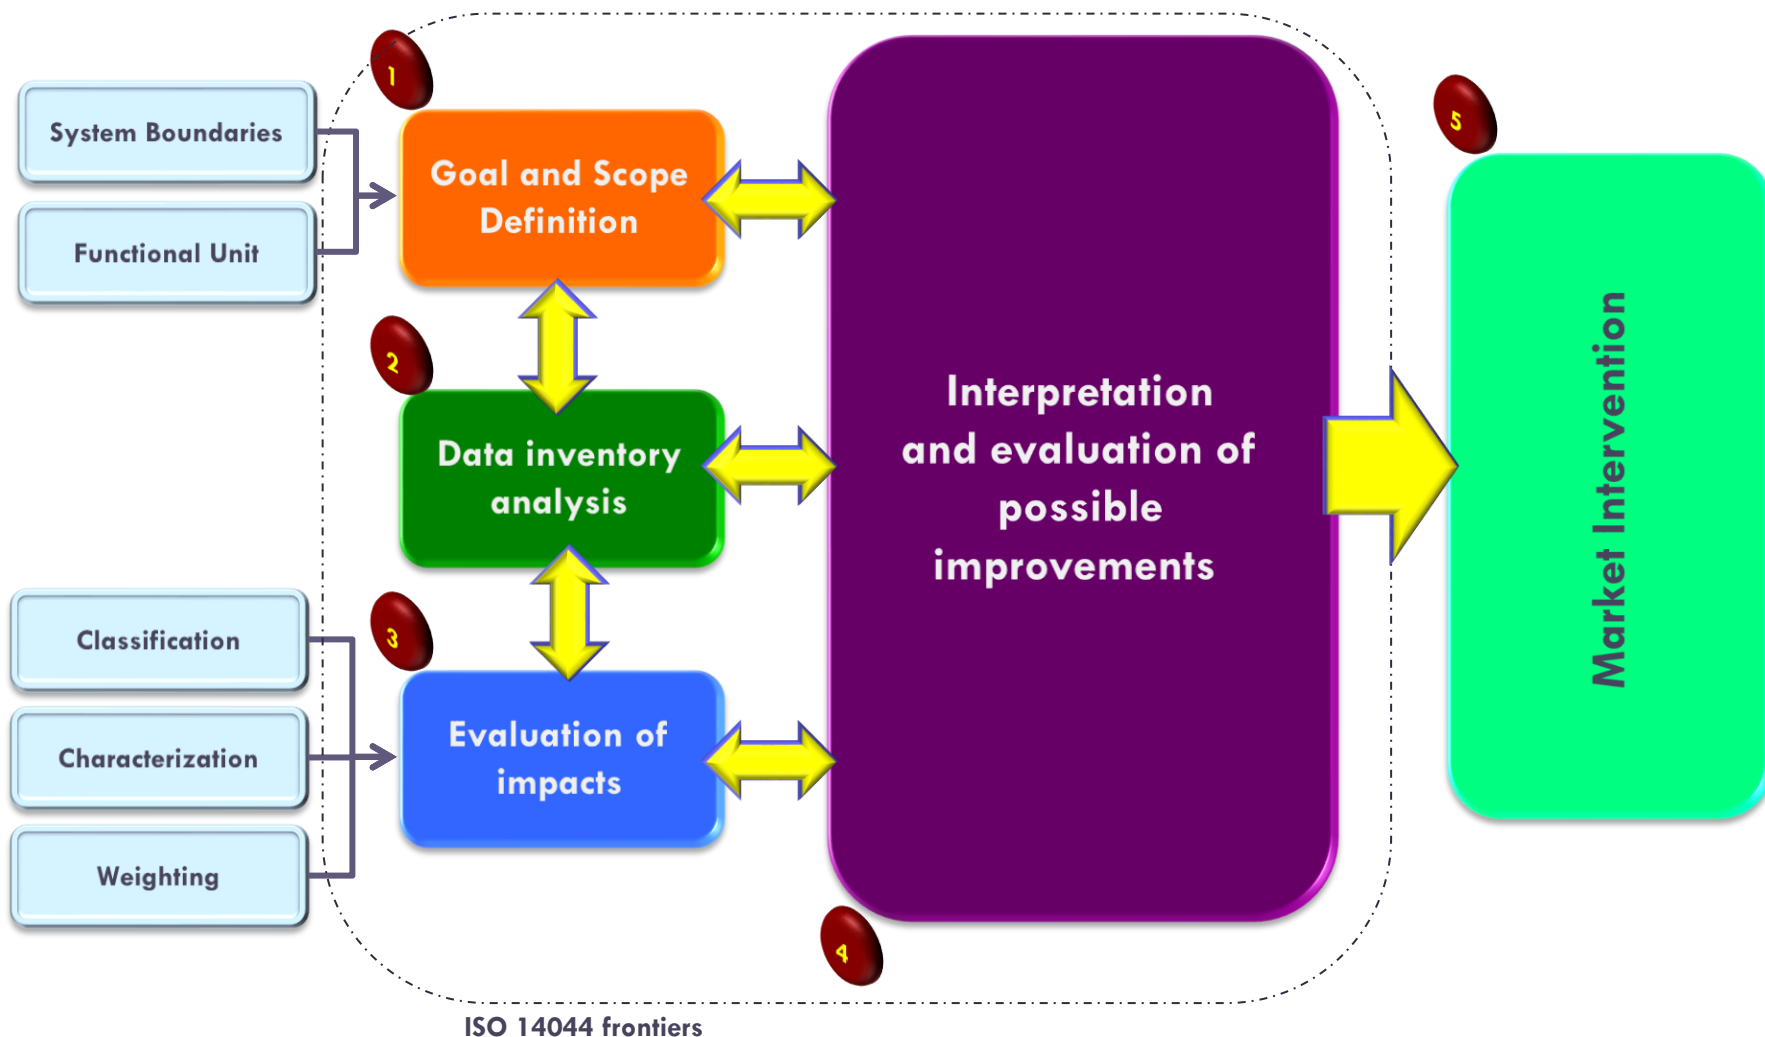 1
System Boundaries
Functional Unit
Goal and Scope
Definition
2
Data inventory
analysis
3
Classification
Characterization
Weighting
Evaluation of
impacts
Interpretation
and evaluation of
possible
improvements
4
5
Market Intervention
ISO 14044 frontiers